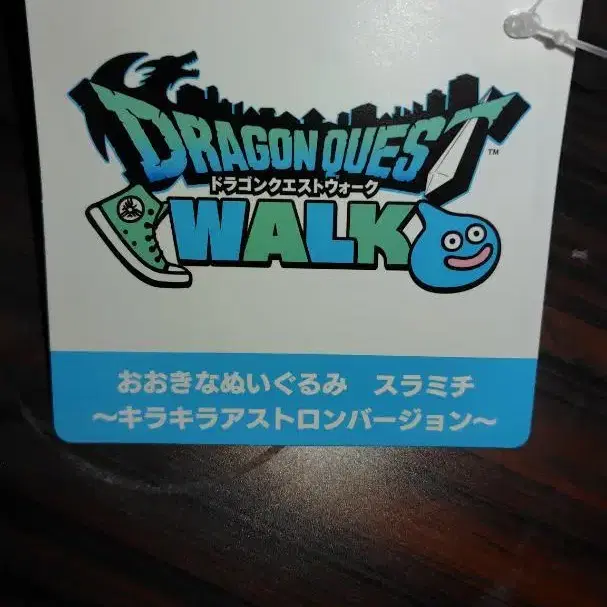 DRAGON QUEST™
ドラゴンクエストウォーク
WALK
おおきなぬいぐるみ　スラミチ
～キラキラアストロンバージョン～